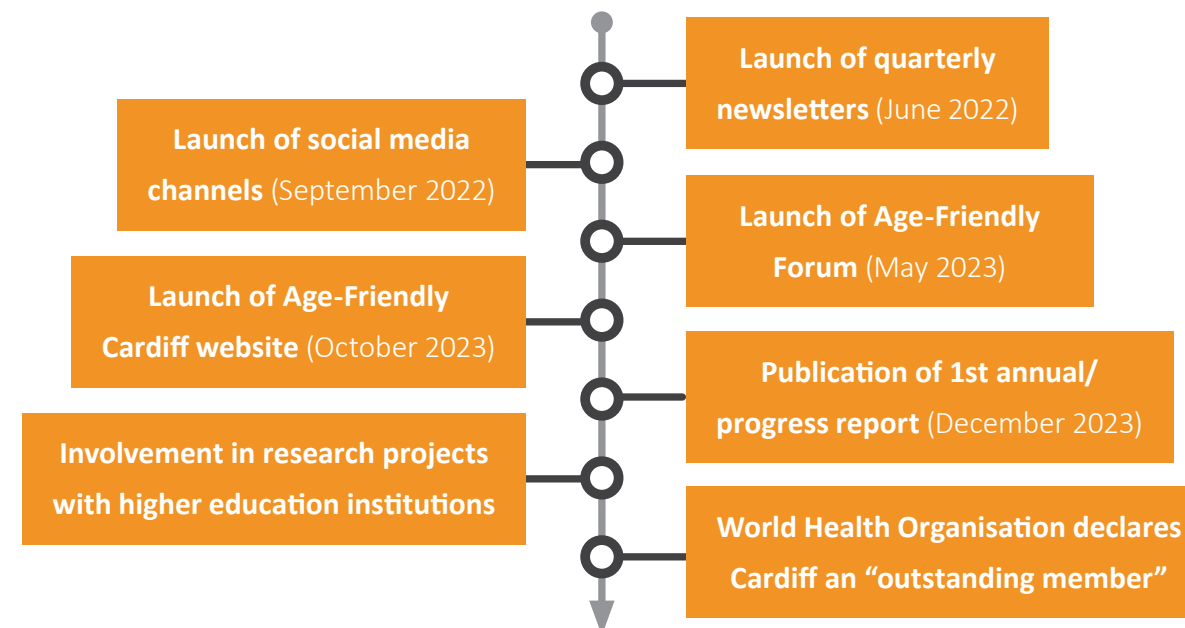 Launch of quarterly
newsletters (June 2022)
Launch of social media
channels (September 2022)
Launch of Age-Friendly
Forum (May 2023)
Launch of Age-Friendly
Cardiff website (October 2023)
Publication of 1st annual/
progress report (December 2023)
Involvement in research projects
with higher education institutions
World Health Organisation declares
Cardiff an “outstanding member”